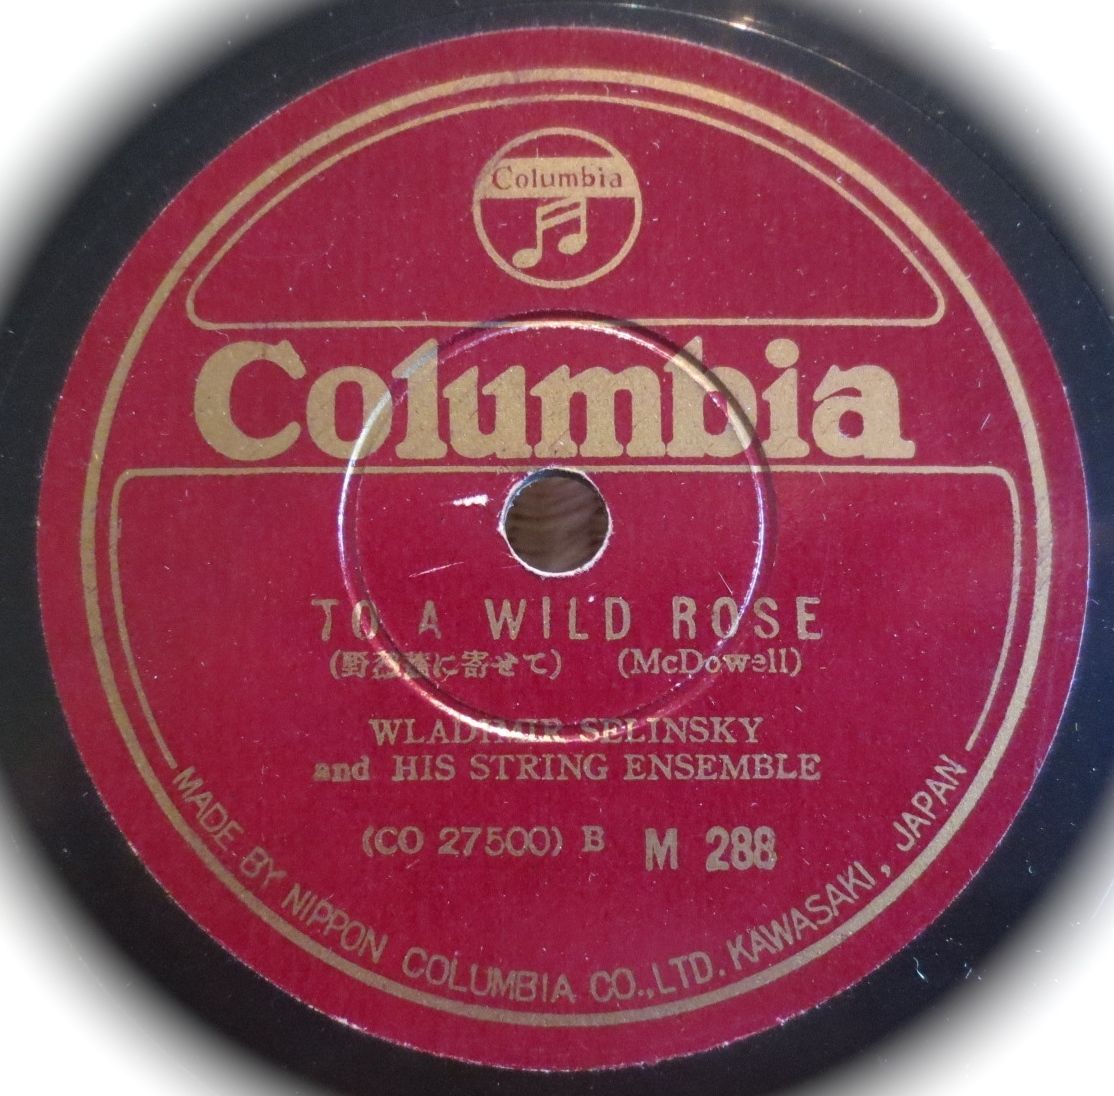 Columbia
Columbia
TO A WILD ROSE
(野薔薇に寄せて) (McDowell)
WLADIMIR SELINSKY
and HIS STRING ENSEMBLE
(CO 27500) B M 288
MADE BY NIPPON COLUMBIA CO.,LTD. KAWASAKI, JAPAN